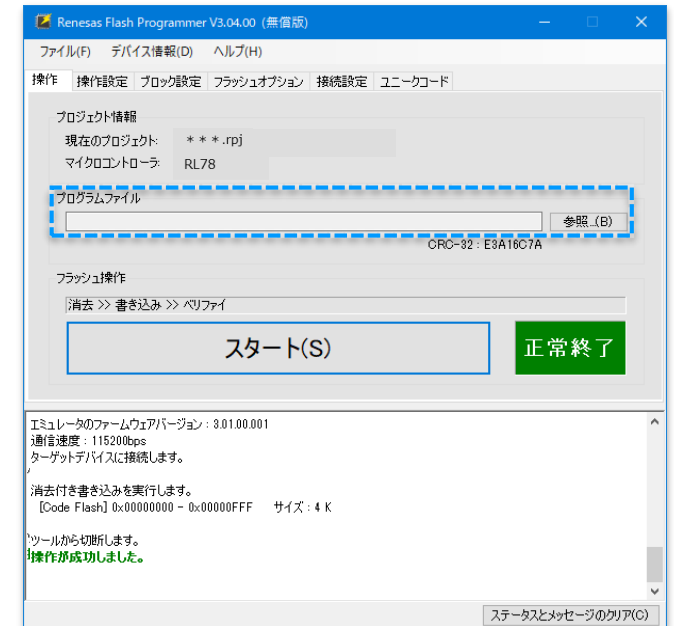 Renesas Flash Programmer V3.04.00 (無償版)
ファイル(F) デバイス情報(D) ヘルプ(H)
操作 操作設定 ブロック設定 フラッシュオプション 接続設定 ユニークコード
プロジェクト情報
現在のプロジェクト: ＊＊＊.rpj
マイクロコントローラ: RL78
プログラムファイル
参照...(B)
CRC-32 : E3A16C7A
フラッシュ操作
消去 >> 書き込み >> ベリファイ
スタート(S)
正常終了
エミュレータのファームウェアバージョン : 3.01.00.001
通信速度 : 115200bps
ターゲットデバイスに接続します。
消去付き書き込みを実行します。
[Code Flash] 0x00000000 - 0x00000FFF サイズ : 4 K
ツールから切断します。
操作が成功しました。
ステータスとメッセージのクリア(C)